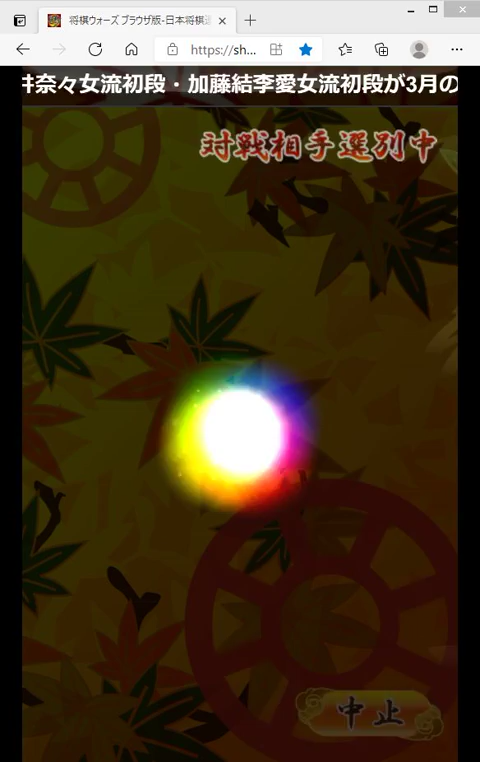 将棋ウォーズ ブラウザ版-日本将棋
https://sh...
井奈々女流初段・加藤結李愛女流初段が3月の
対戦相手選別中
中止